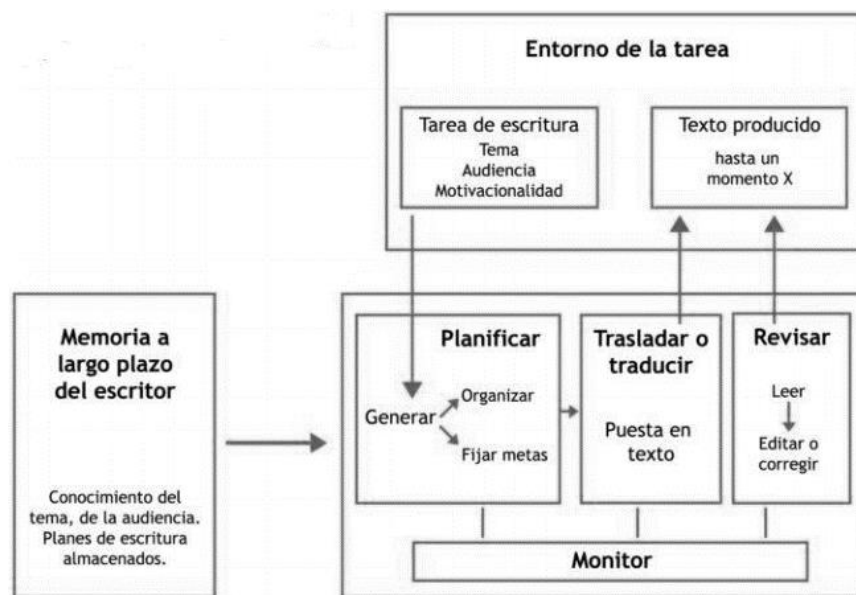 Entorno de la tarea
Tarea de escritura
Tema
Audiencia
Motivacionalidad
Texto producido
hasta un
momento X
Memoria a
largo plazo
del escritor
Conocimiento del
tema, de la audiencia.
Planes de escritura
almacenados.
Planificar
Generar
Organizar
Fijar metas
Trasladar o
traducir
Puesta en
texto
Revisar
Leer
Editar o
corregir
Monitor